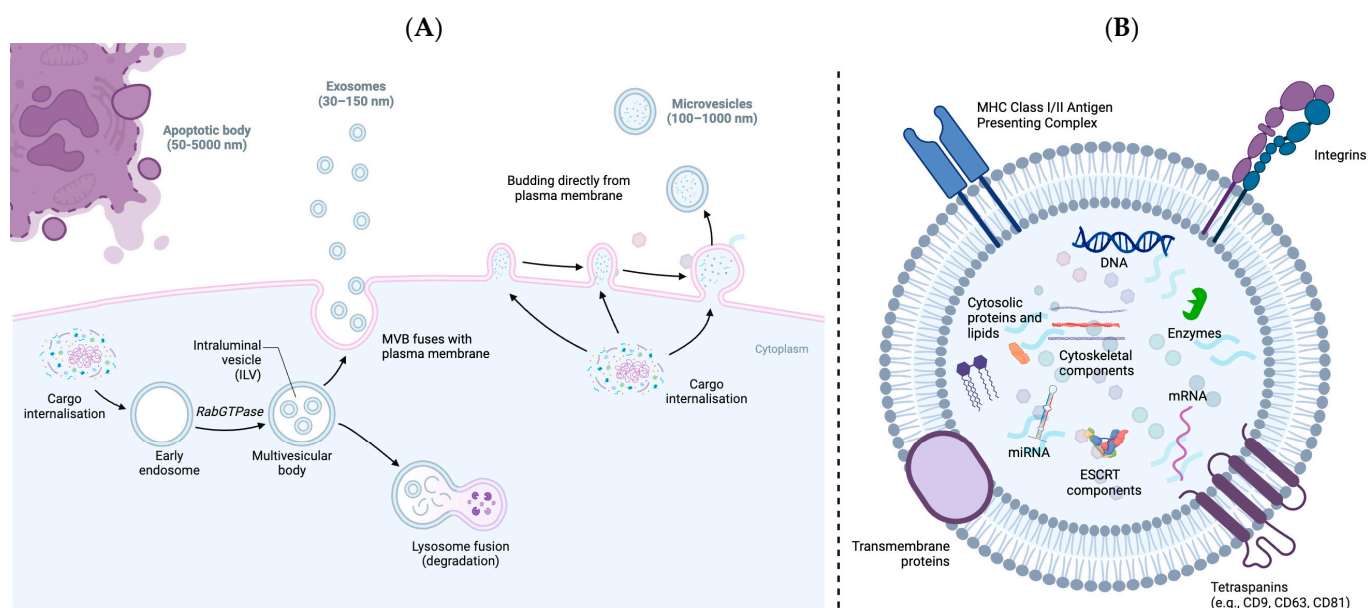 (A)
Apoptotic body
(50-5000 nm)
Exosomes
(30–150 nm)
Microvesicles
(100–1000 nm)
Budding directly from
plasma membrane
Cytoplasm
MVB fuses with
plasma membrane
Intraluminal
vesicle
(ILV)
Cargo
internalisation
RabGTPase
Early
endosome
Multivesicular
body
Cargo
internalisation
Lysosome fusion
(degradation)
(B)
MHC Class I/II Antigen
Presenting Complex
Integrins
DNA
Cytosolic
proteins and
lipids
Enzymes
Cytoskeletal
components
mRNA
miRNA
ESCRT
components
Transmembrane
proteins
Tetraspanins
(e.g., CD9, CD63, CD81)